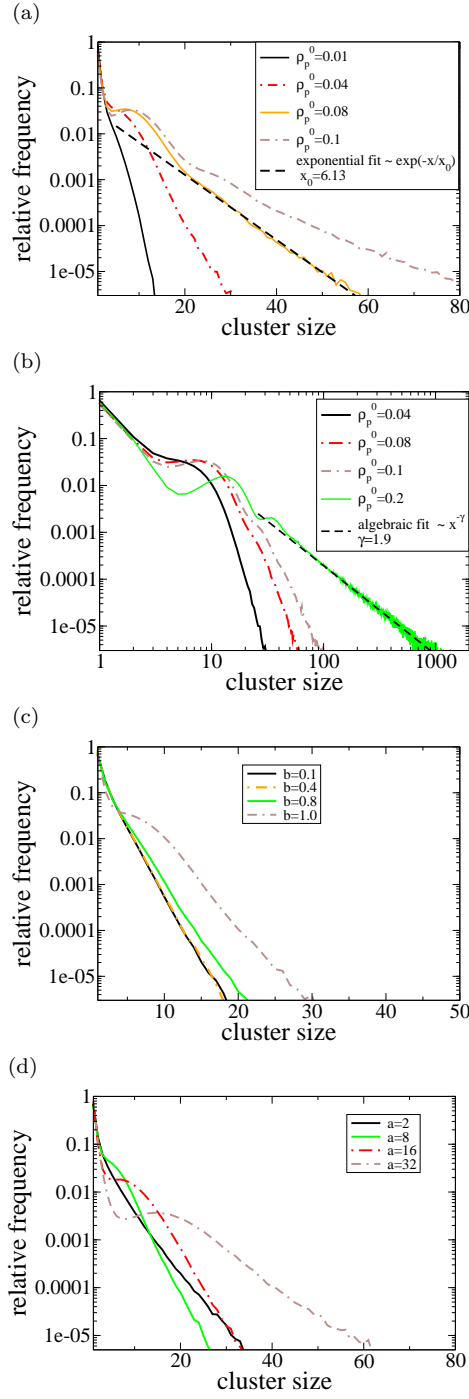 (a)
1
0.1
0.01
0.001
0.0001
1e-05
relative frequency
ρp0=0.01
ρp0=0.04
ρp0=0.08
ρp0=0.1
exponential fit ~ exp(-x/x0)
x0=6.13
20 40 60 80
cluster size
(b)
1
0.1
0.01
0.001
0.0001
1e-05
relative frequency
ρp0=0.04
ρp0=0.08
ρp0=0.1
ρp0=0.2
algebraic fit ~ x-γ
γ=1.9
1 10 100 1000
cluster size
(c)
1
0.1
0.01
0.001
0.0001
1e-05
relative frequency
b=0.1
b=0.4
b=0.8
b=1.0
10 20 30 40 50
cluster size
(d)
1
0.1
0.01
0.001
0.0001
1e-05
relative frequency
a=2
a=8
a=16
a=32
20 40 60 80
cluster size